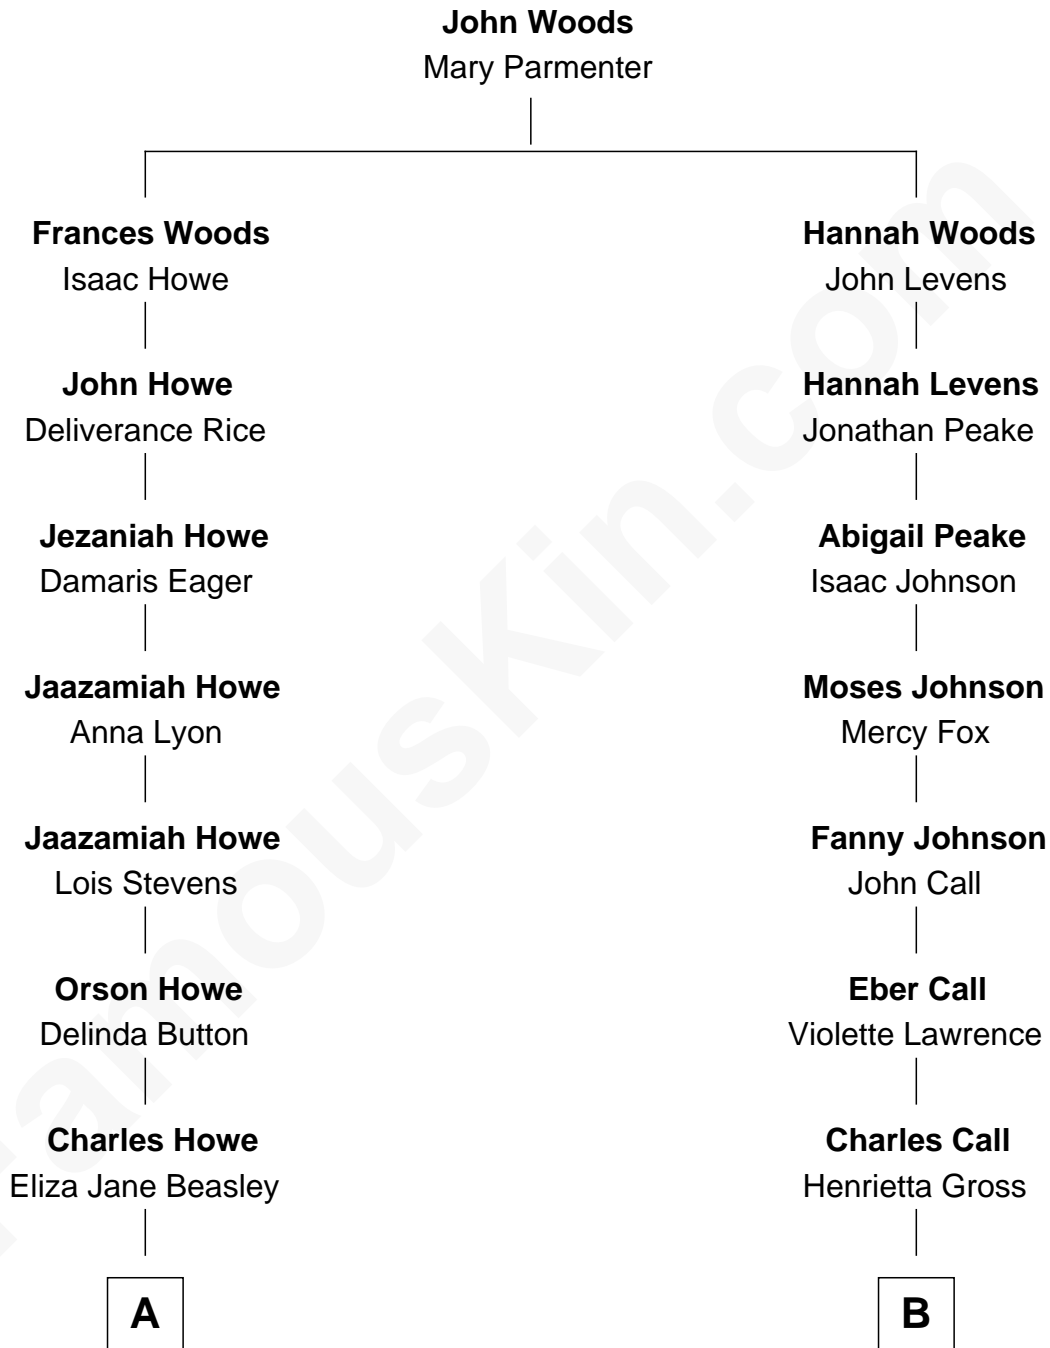 John Woods
Mary Parmenter
Frances Woods
Isaac Howe
John Howe
Deliverance Rice
Jezaniah Howe
Damaris Eager
Jaazamiah Howe
Anna Lyon
Jaazamiah Howe
Lois Stevens
Orson Howe
Delinda Button
Charles Howe
Eliza Jane Beasley
A
Hannah Woods
John Levens
Hannah Levens
Jonathan Peake
Abigail Peake
Isaac Johnson
Moses Johnson
Mercy Fox
Fanny Johnson
John Call
Eber Call
Violette Lawrence
Charles Call
Henrietta Gross
B
FamousKin.com